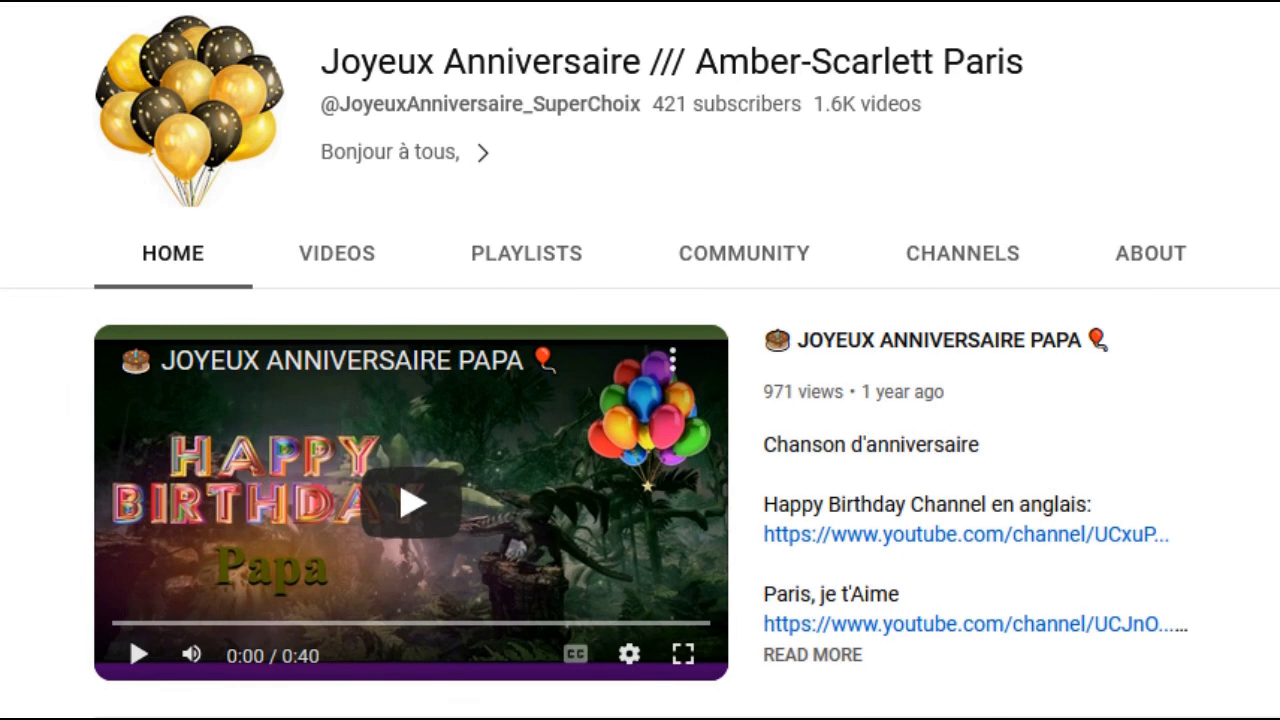 Joyeux Anniversaire /// Amber-Scarlett Paris
@JoyeuxAnniversaire_SuperChoix 421 subscribers 1.6K videos
Bonjour à tous,
HOME VIDEOS PLAYLISTS COMMUNITY CHANNELS ABOUT
JOYEUX ANNIVERSAIRE PAPA
HAPPY
BIRTHDAY
Papa
0:00 / 0:40
CC
JOYEUX ANNIVERSAIRE PAPA
971 views • 1 year ago
Chanson d'anniversaire
Happy Birthday Channel en anglais:
https://www.youtube.com/channel/UCxuP...
Paris, je t'Aime
https://www.youtube.com/channel/UCJnO......
READ MORE